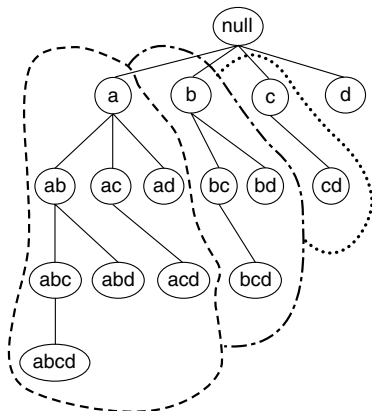 null
a b c d
ab ac ad bc bd cd
abc abd acd bcd
abcd